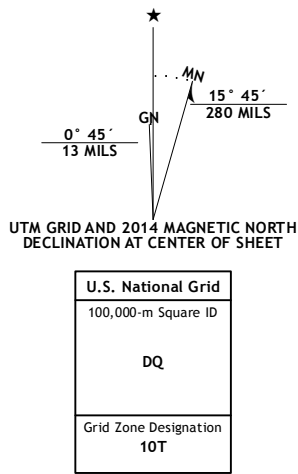 ★
MN
GN
15° 45´
280 MILS
0° 45´
13 MILS
UTM GRID AND 2014 MAGNETIC NORTH
DECLINATION AT CENTER OF SHEET
U.S. National Grid
100,000-m Square ID
DQ
Grid Zone Designation
10T